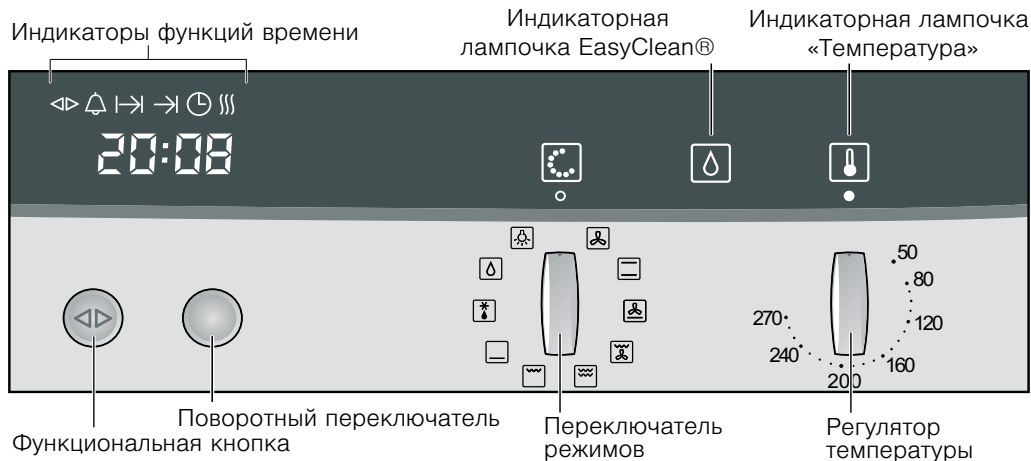 Индикаторная
лампочка EasyClean®
Индикаторная лампочка
«Температура»
Индикаторы функций времени
20:08
50
80
120
160
200
240
270
Поворотный переключатель
Функциональная кнопка
Переключатель
режимов
Регулятор
температуры